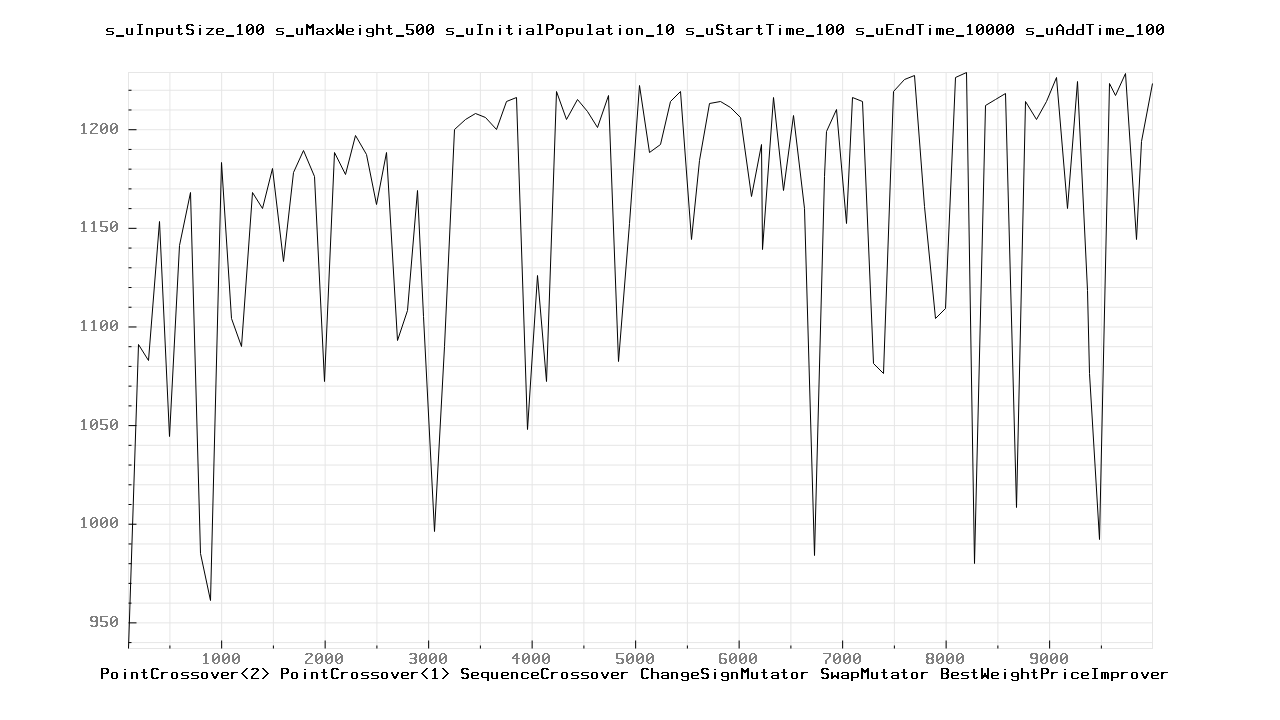 s_uInputSize_100 s_uMaxWeight_500 s_uInitialPopulation_10 s_uStartTime_100 s_uEndTime_10000 s_uAddTime_100
1200
1150
1100
1050
1000
950
1000 2000 3000 4000 5000 6000 7000 8000 9000
PointCrossover<2> PointCrossover<1> SequenceCrossover ChangeSignMutator SwapMutator BestWeightPriceImprover